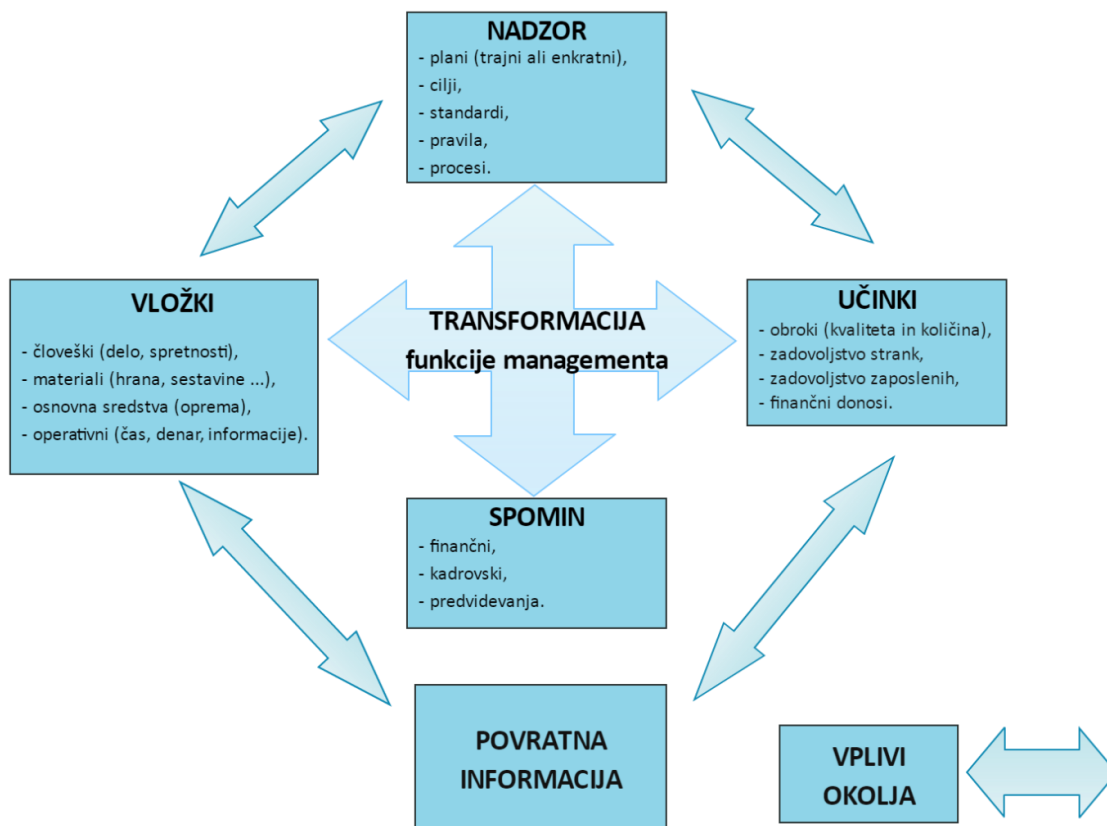 NADZOR
- plani (trajni ali enkratni),
- cilji,
- standardi,
- pravila,
- procesi.
VLOŽKI
- človeški (delo, spretnosti),
- materiali (hrana, sestavine ...),
- osnovna sredstva (oprema),
- operativni (čas, denar, informacije).
TRANSFORMACIJA
funkcije managementa
UČINKI
- obroki (kvaliteta in količina),
- zadovoljstvo strank,
- zadovoljstvo zaposlenih,
- finančni donosi.
SPOMIN
- finančni,
- kadrovski,
- predvidevanja.
POVRATNA
INFORMACIJA
VPLIVI
OKOLJA